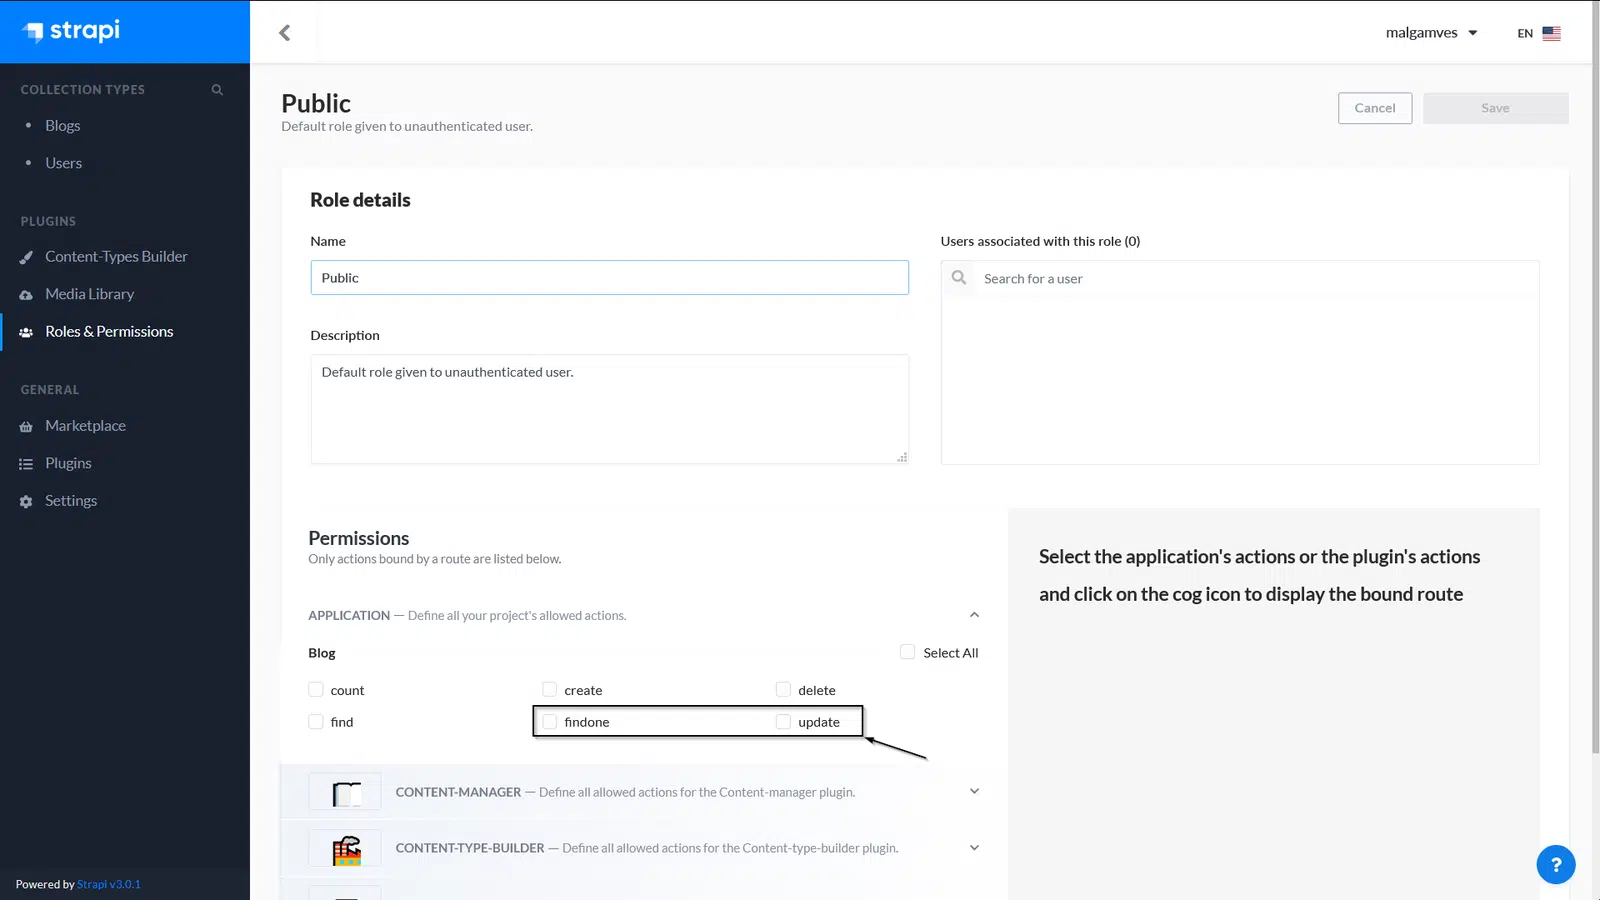 strapi
malgamves
EN
COLLECTION TYPES
Blogs
Users
PLUGINS
Content-Types Builder
Media Library
Roles & Permissions
GENERAL
Marketplace
Plugins
Settings
Powered by Strapi v3.0.1
Public
Default role given to unauthenticated user.
Cancel
Save
Role details
Name
Public
Users associated with this role (0)
Search for a user
Description
Default role given to unauthenticated user.
Permissions
Only actions bound by a route are listed below.
APPLICATION — Define all your project's allowed actions.
Blog
Select All
count
create
delete
find
findone
update
CONTENT-MANAGER — Define all allowed actions for the Content-manager plugin.
CONTENT-TYPE-BUILDER — Define all allowed actions for the Content-type-builder plugin.
Select the application's actions or the plugin's actions
and click on the cog icon to display the bound route
?